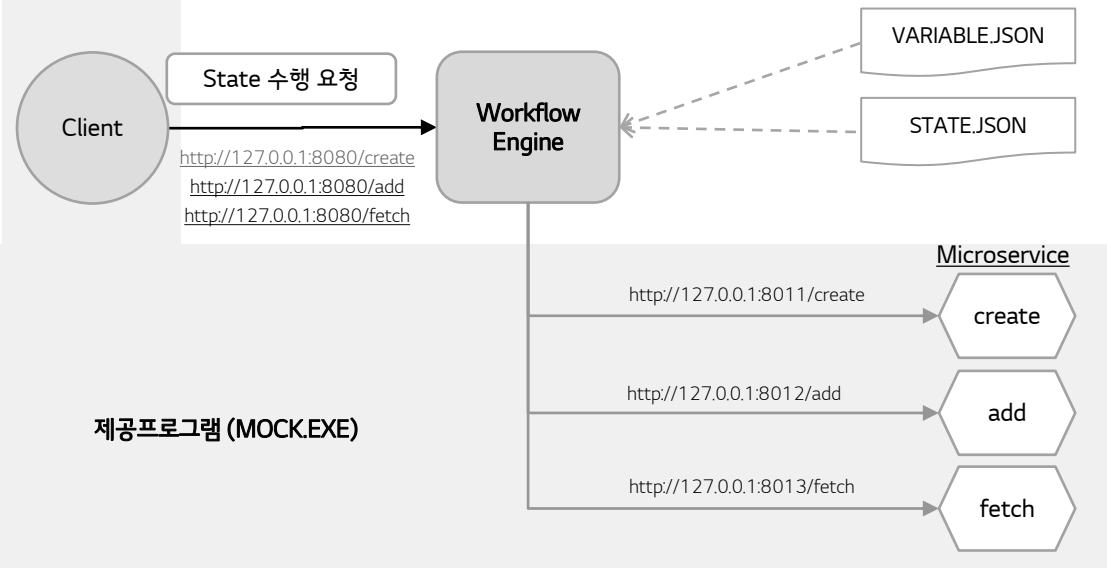 VARIABLE.JSON
State 수행 요청
Client
Workflow
Engine
STATE.JSON
http://127.0.0.1:8080/create
http://127.0.0.1:8080/add
http://127.0.0.1:8080/fetch
Microservice
http://127.0.0.1:8011/create
create
http://127.0.0.1:8012/add
add
제공프로그램 (MOCK.EXE)
http://127.0.0.1:8013/fetch
fetch